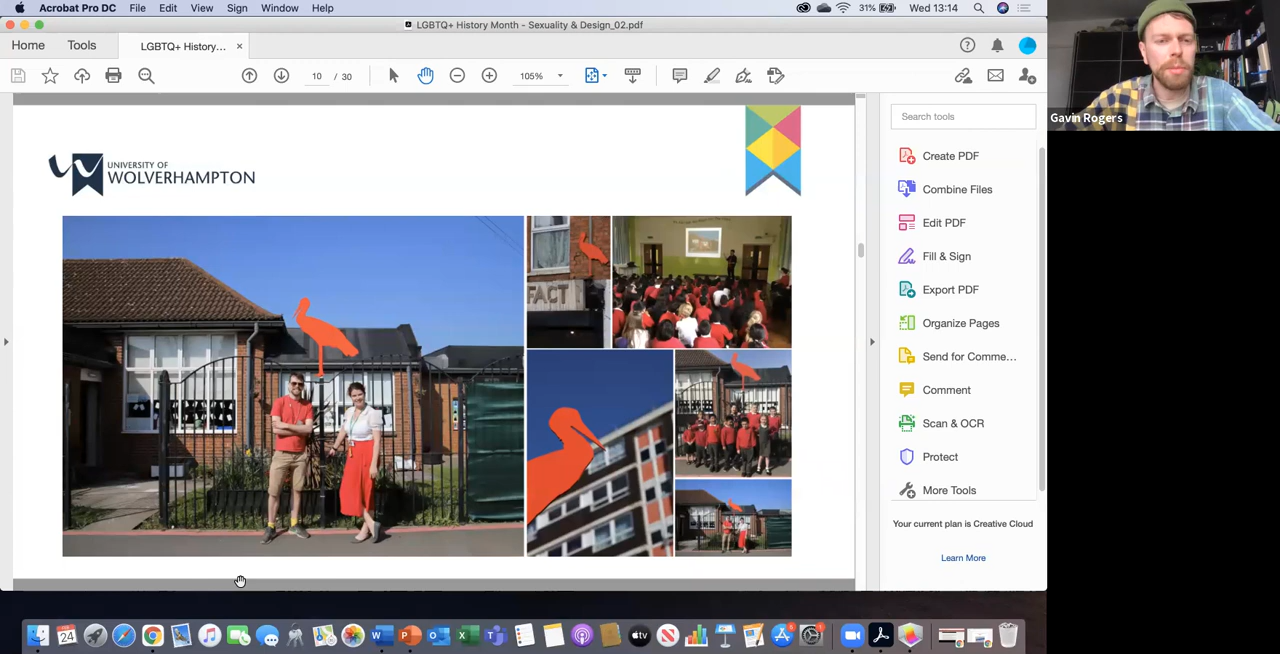 Acrobat Pro DC File Edit View Sign Window Help 31% Wed 13:14
LGBTQ+ History Month - Sexuality & Design_02.pdf
Home Tools LGBTQ+ History... ×
10 / 30 105%
Gavin Rogers
Search tools
UNIVERSITY OF
WOLVERHAMPTON
Create PDF
Combine Files
Edit PDF
Fill & Sign
Export PDF
Organize Pages
Send for Comme...
Comment
Scan & OCR
Protect
More Tools
Your current plan is Creative Cloud
Learn More
FACT
24